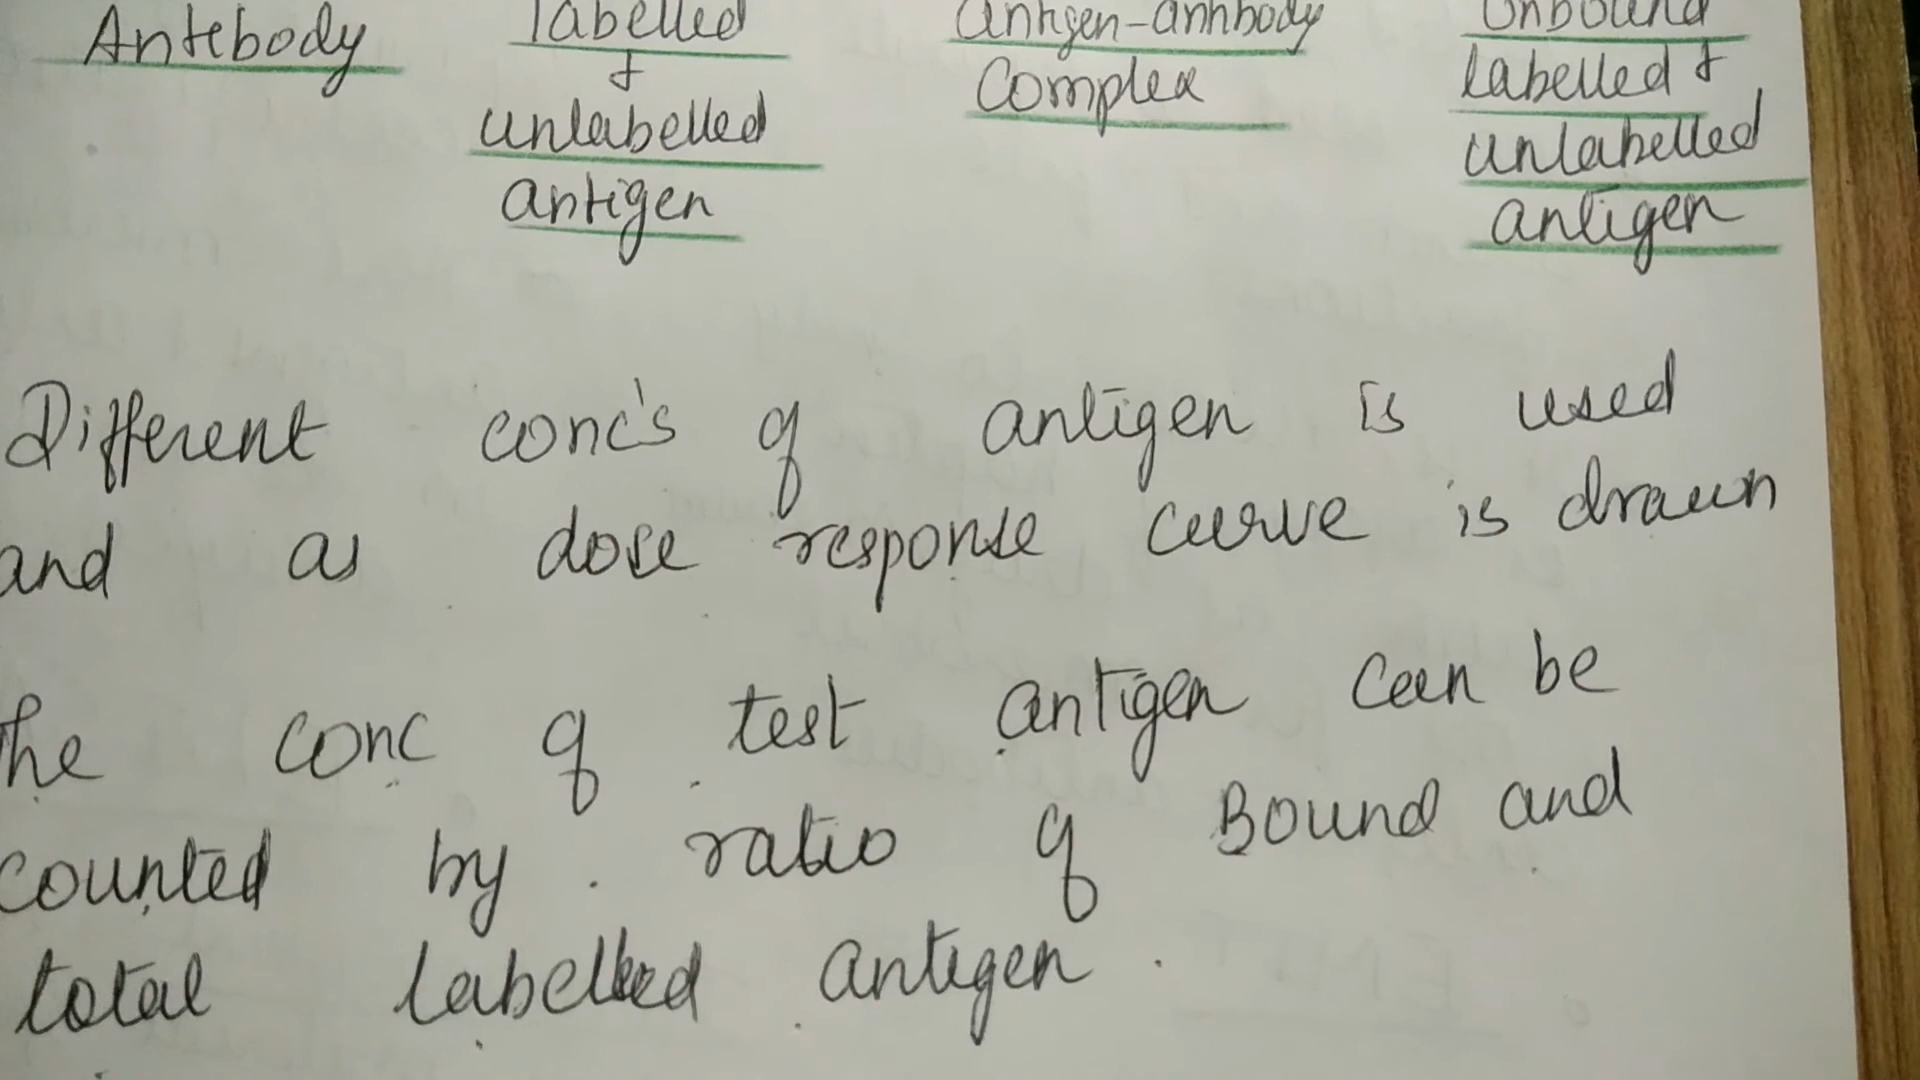 Antebody
labelled
&
unlabelled
antigen
antigen-antibody
Complex
Unbound
labelled &
unlabelled
antigen
Different conc's of antigen is used
and as dose response curve is drawn
The conc of test antigen can be
counted by ratio of Bound and
total labelled antigen.